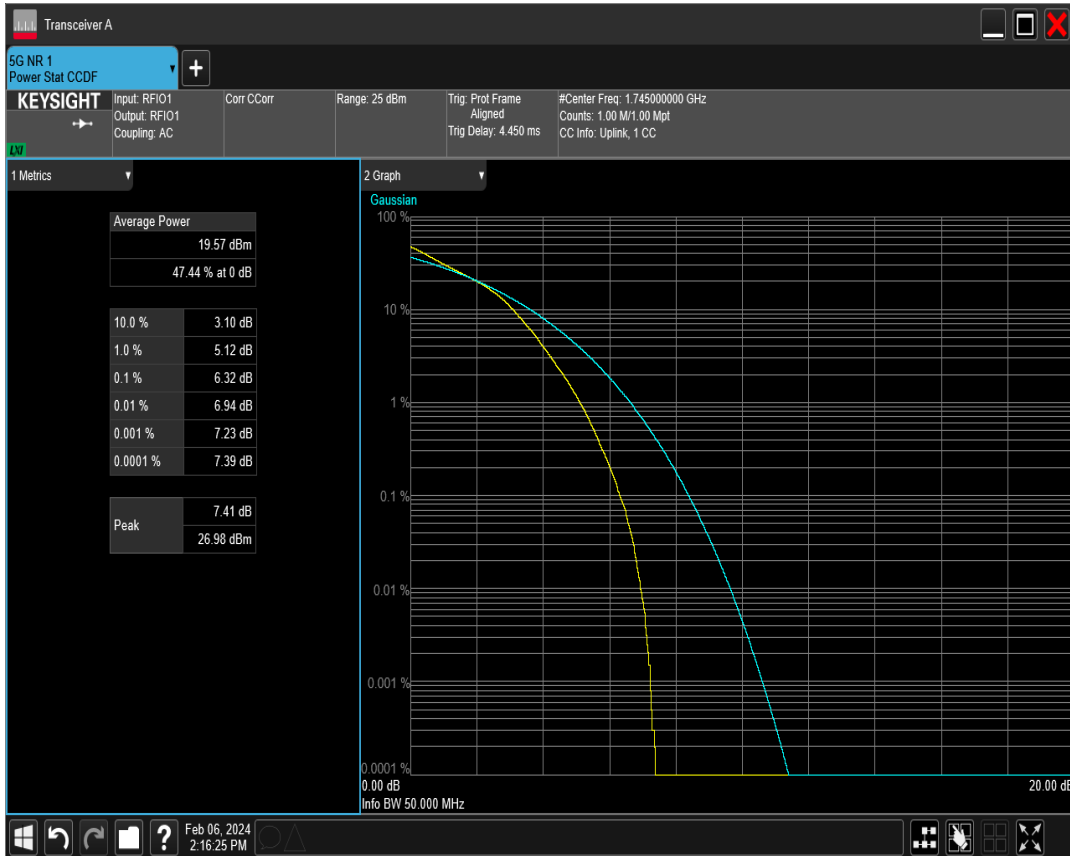 Transceiver A
5G NR 1
Power Stat CCDF
+
KEYSIGHT
LXI
Input: RFIO1
Output: RFIO1
Coupling: AC
Corr CCorr
Range: 25 dBm
Trig: Prot Frame
Aligned
Trig Delay: 4.450 ms
#Center Freq: 1.745000000 GHz
Counts: 1.00 M/1.00 Mpt
CC Info: Uplink, 1 CC
1 Metrics
Average Power
19.57 dBm
47.44 % at 0 dB
10.0 % 3.10 dB
1.0 % 5.12 dB
0.1 % 6.32 dB
0.01 % 6.94 dB
0.001 % 7.23 dB
0.0001 % 7.39 dB
Peak 7.41 dB
26.98 dBm
2 Graph
Gaussian
100 %
10 %
1 %
0.1 %
0.01 %
0.001 %
0.0001 %
0.00 dB 20.00 dB
Info BW 50.000 MHz
?
Feb 06, 2024
2:16:25 PM